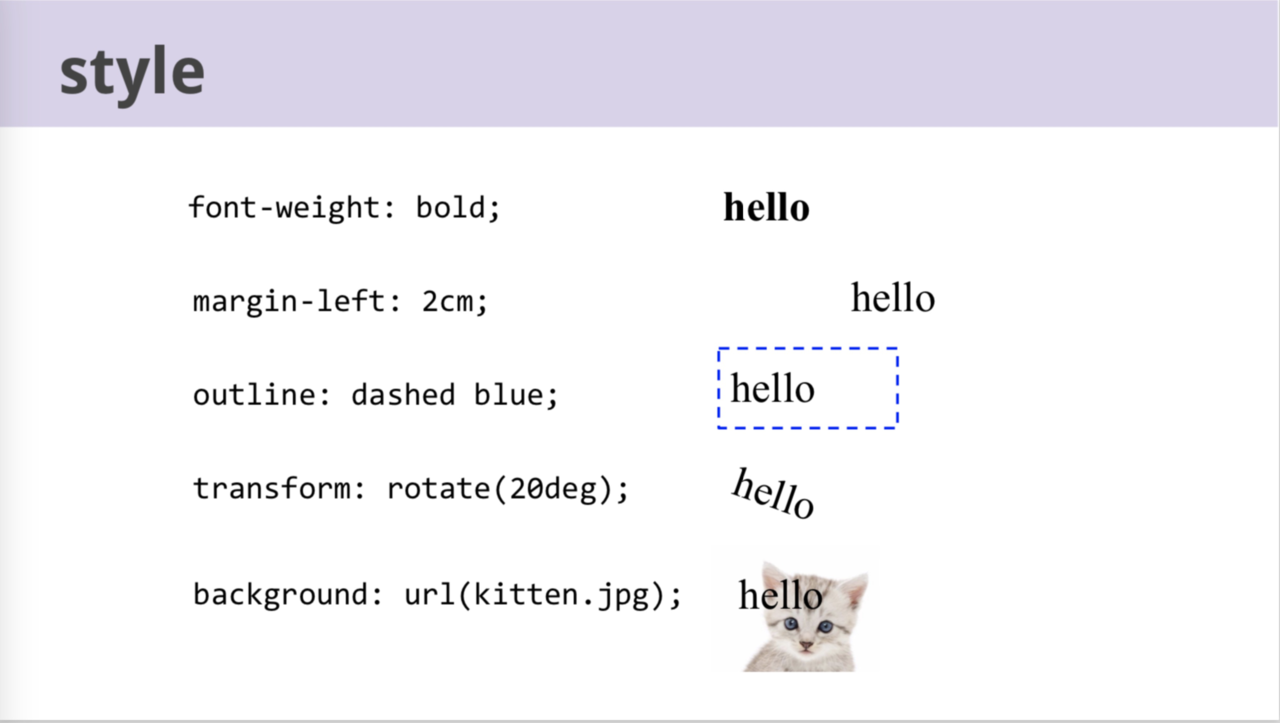 style
font-weight: bold; hello
margin-left: 2cm; hello
outline: dashed blue; hello
transform: rotate(20deg); hello
background: url(kitten.jpg); hello